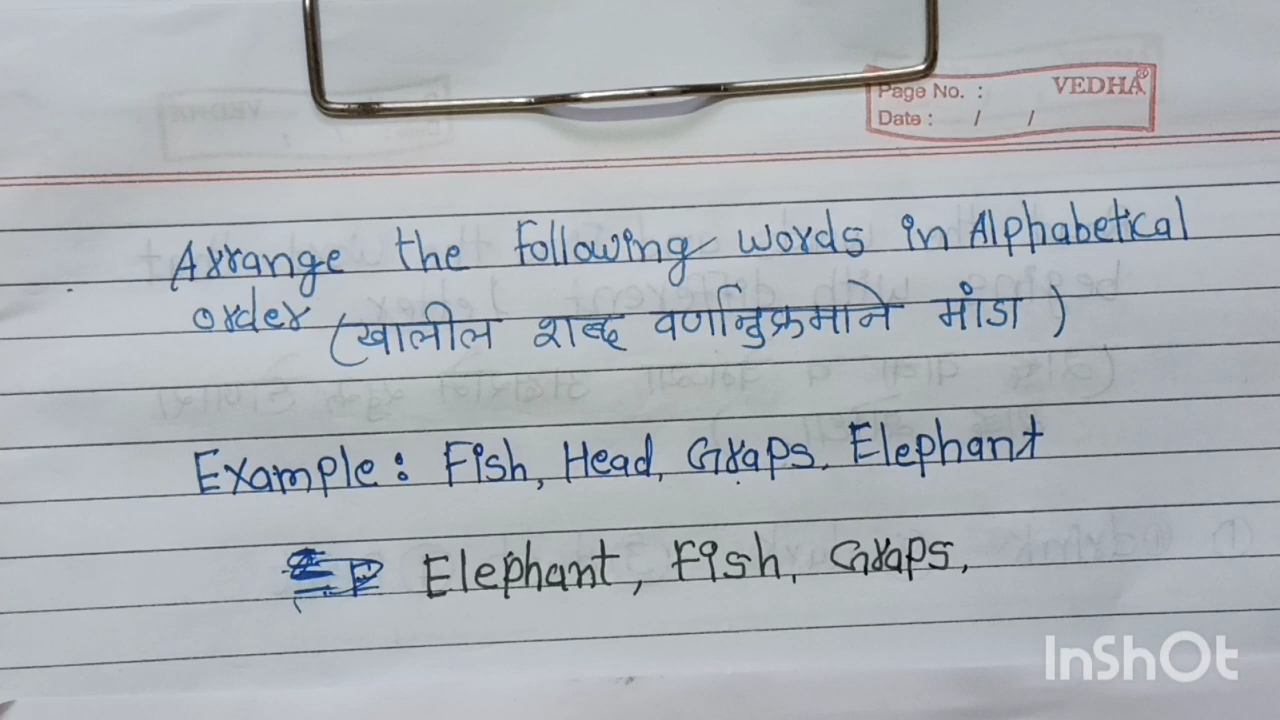 Page No. : VEDHA®
Date : / /
Arrange the following words in Alphabetical
order (खालील शब्द वर्णानुक्रमाने मांडा)
Example: Fish, Head, Graps, Elephant
Elephant, Fish, Graps,
InShOt